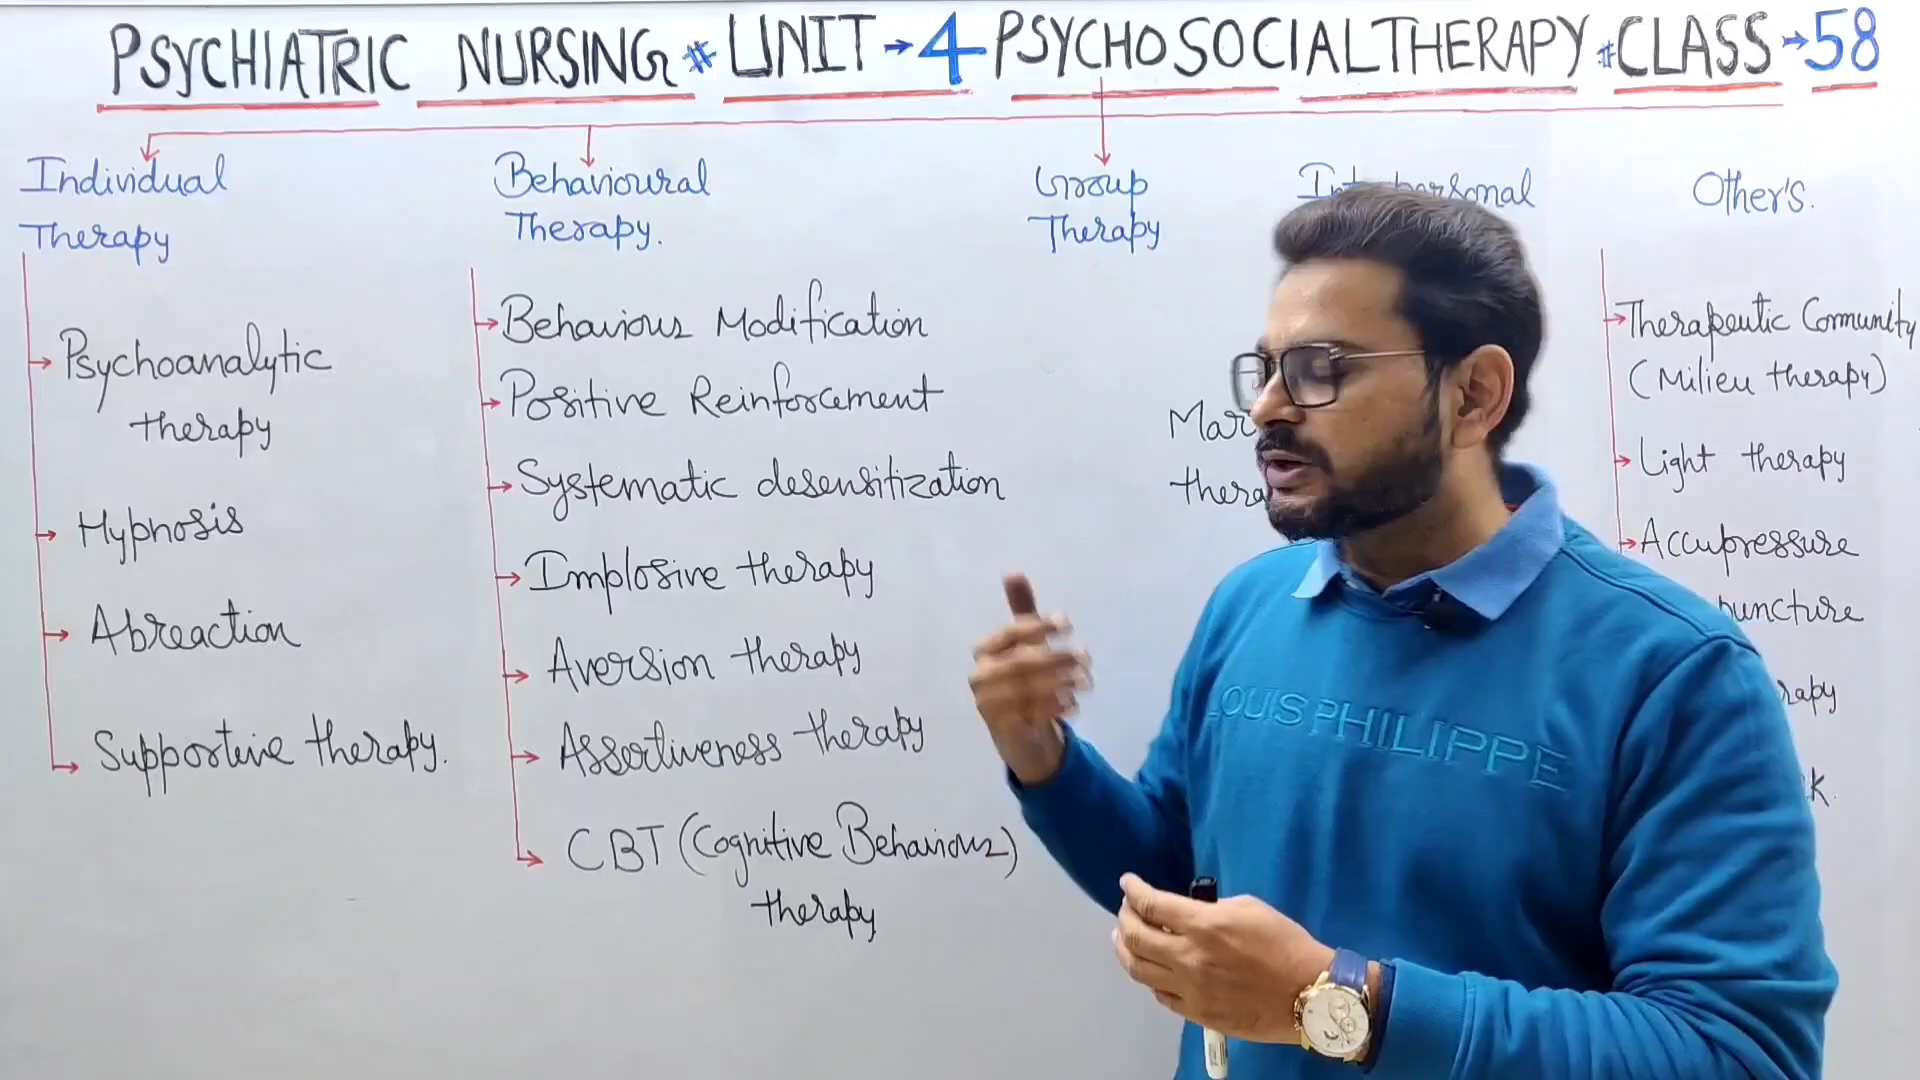 PSYCHIATRIC NURSING # UNIT → 4 PSYCHOSOCIAL THERAPY # CLASS → 58
Individual
Therapy
→ Psychoanalytic
therapy
→ Hypnosis
→ Abreaction
→ Supportive therapy.
Behavioural
Therapy.
→ Behaviour Modification
→ Positive Reinforcement
→ Systematic desensitization
→ Implosive therapy
→ Aversion therapy
→ Assertiveness therapy
→ CBT (Cognitive Behaviour)
therapy
Group
Therapy
Other's.
→ Therapeutic Community
(Milieu therapy)
→ Light therapy
→ Accupressure
LOUIS PHILIPPE